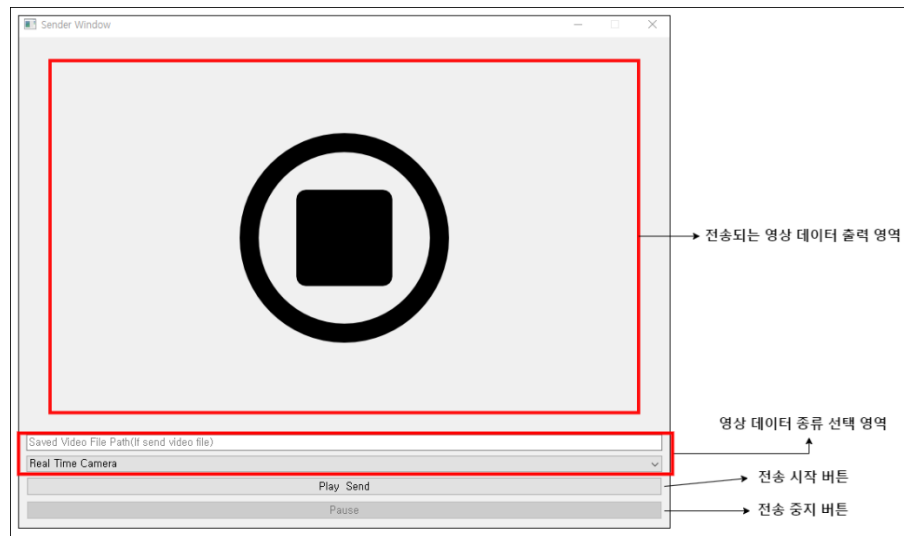 Sender Window
전송되는 영상 데이터 출력 영역
영상 데이터 종류 선택 영역
Saved Video File Path(If send video file)
Real Time Camera
Play Send
전송 시작 버튼
Pause
전송 중지 버튼